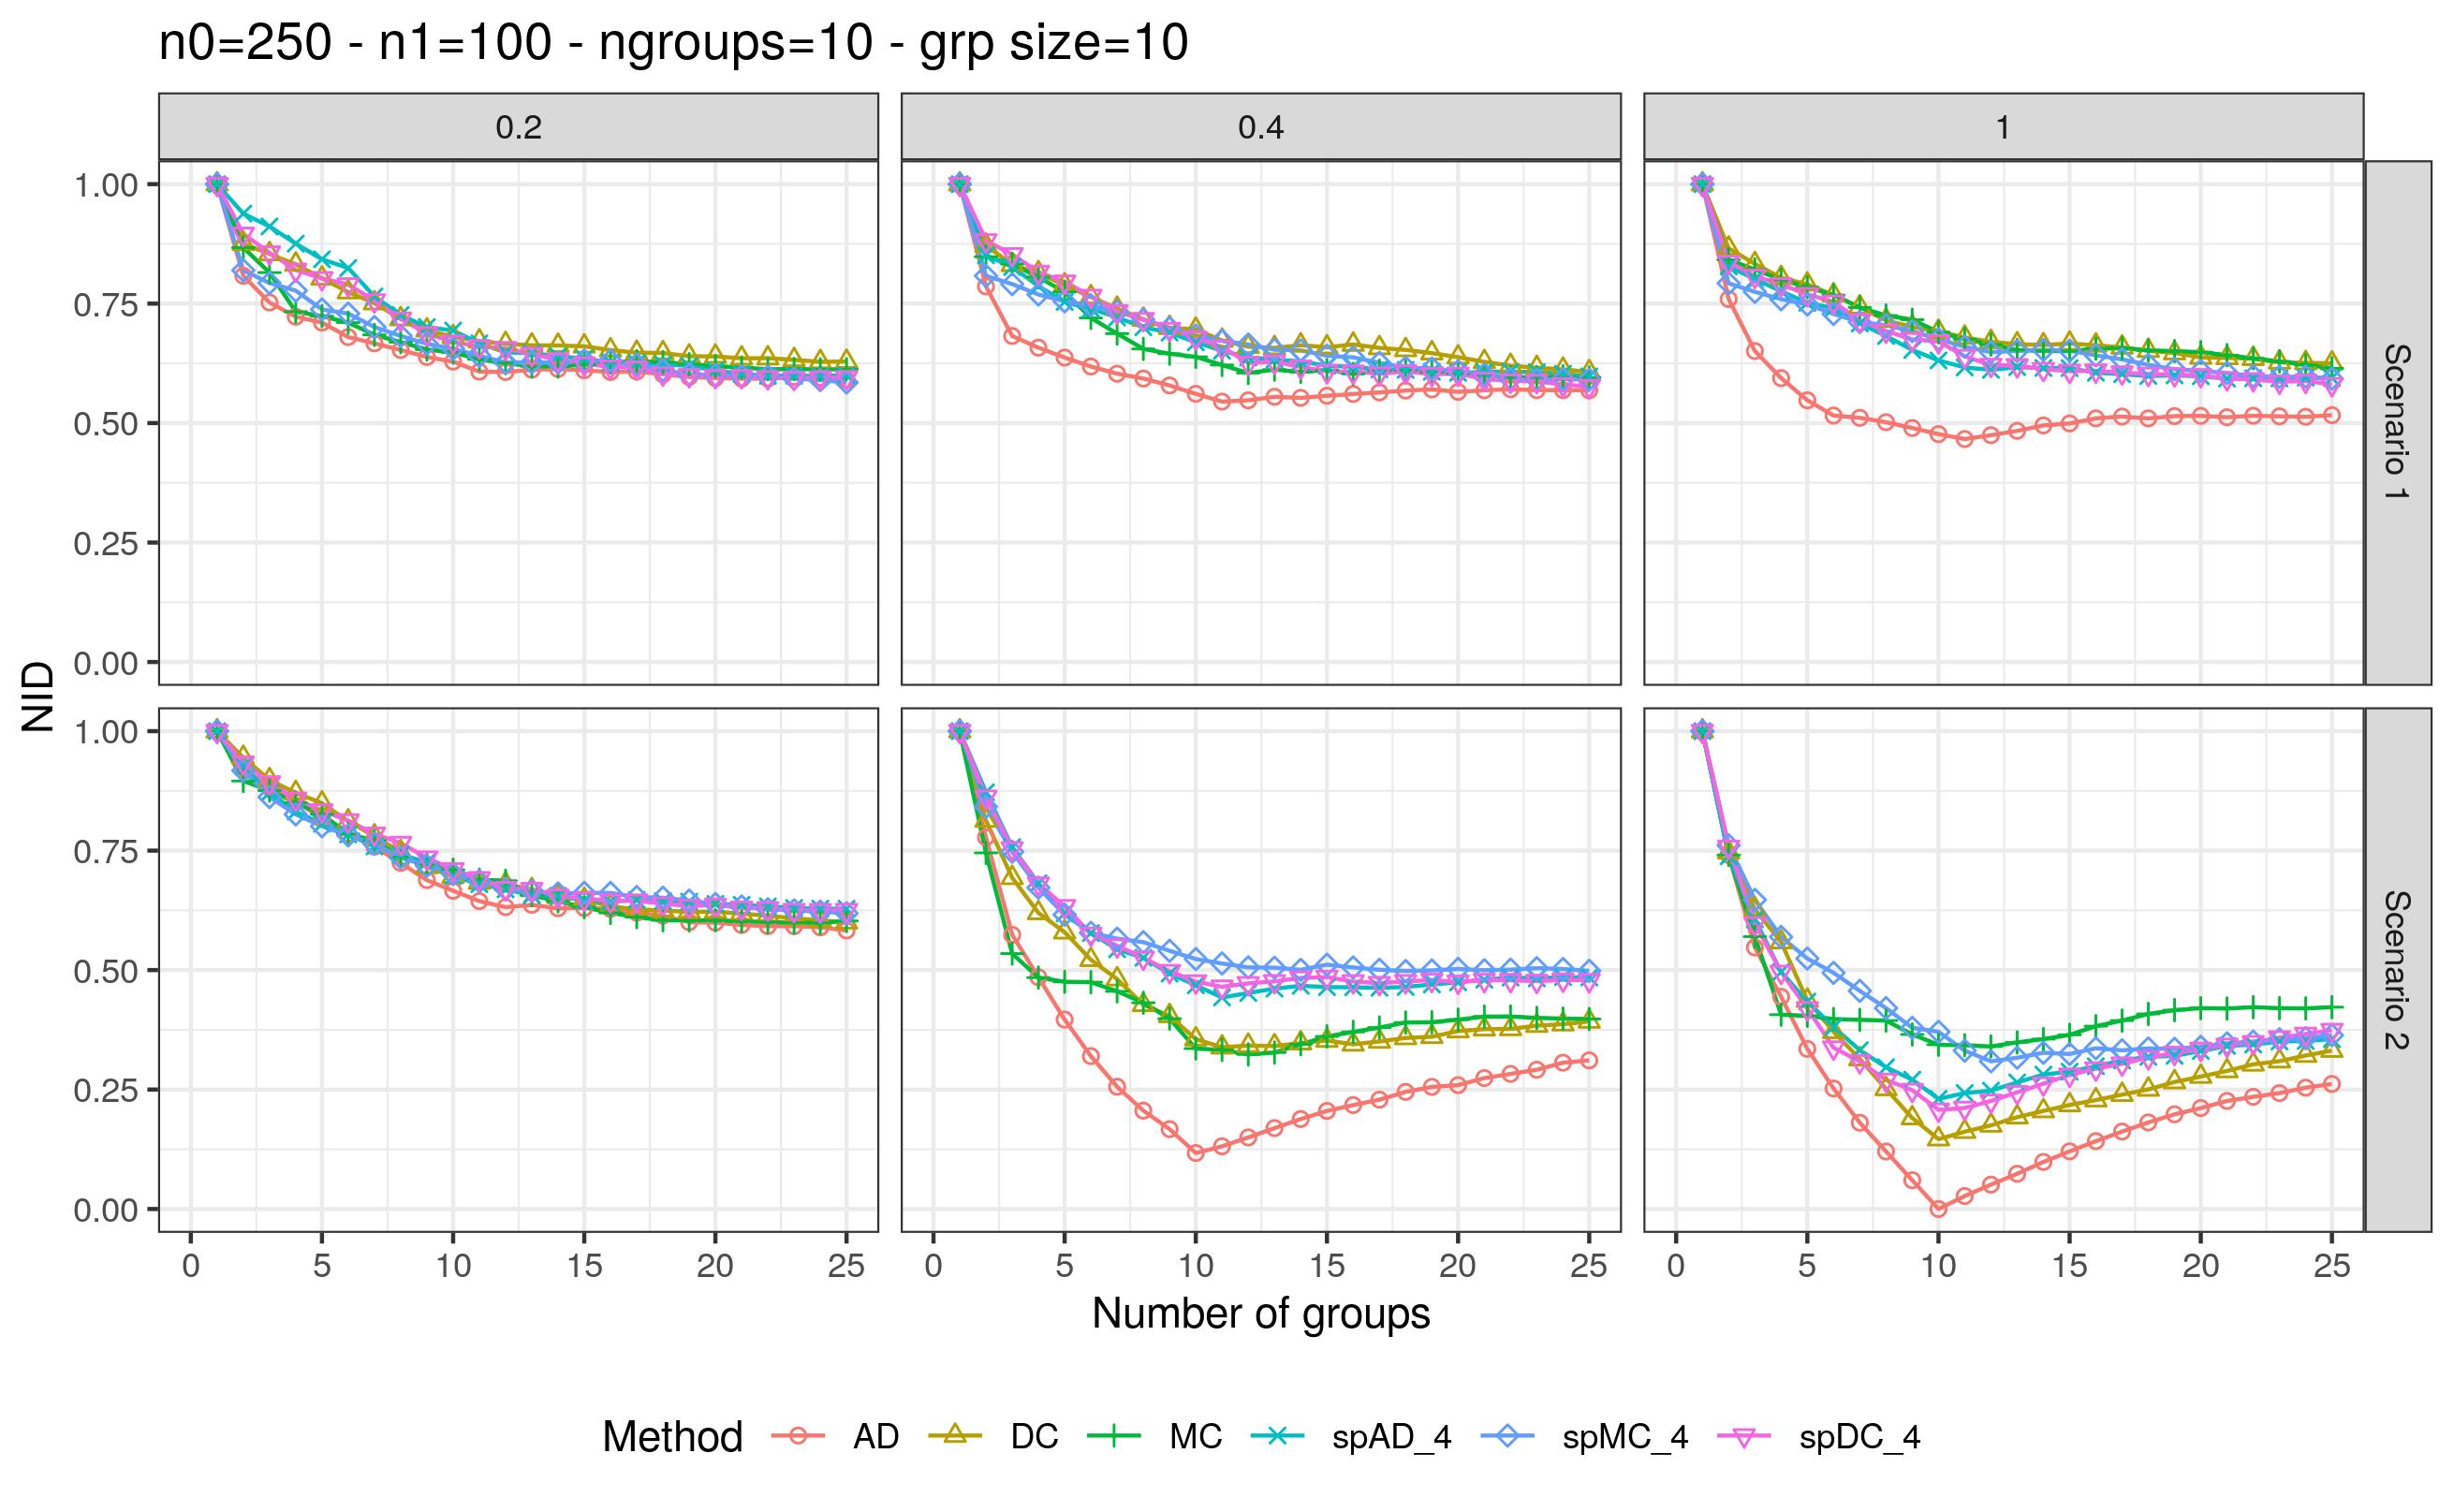 n0=250 - n1=100 - ngroups=10 - grp size=10
0.2 0.4 1
1.00
0.75
0.50
0.25
0.00
Scenario 1
NID
1.00
0.75
0.50
0.25
0.00
Scenario 2
0 5 10 15 20 25 0 5 10 15 20 25 0 5 10 15 20 25
Number of groups
Method AD DC MC spAD_4 spMC_4 spDC_4